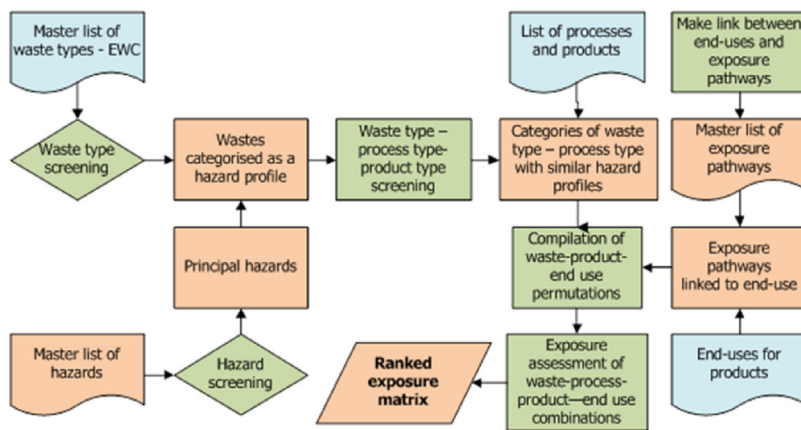 Master list of
waste types - EWC
List of processes
and products
Make link between
end-uses and
exposure
pathways
Waste type
screening
Wastes
categorised as a
hazard profile
Waste type –
process type-
product type
screening
Categories of waste
type – process type
with similar hazard
profiles
Master list of
exposure
pathways
Principal hazards
Compilation of
waste-product-
end use
permutations
Exposure
pathways
linked to end-use
Master list of
hazards
Hazard
screening
Ranked
exposure
matrix
Exposure
assessment of
waste-process-
product—end use
combinations
End-uses for
products